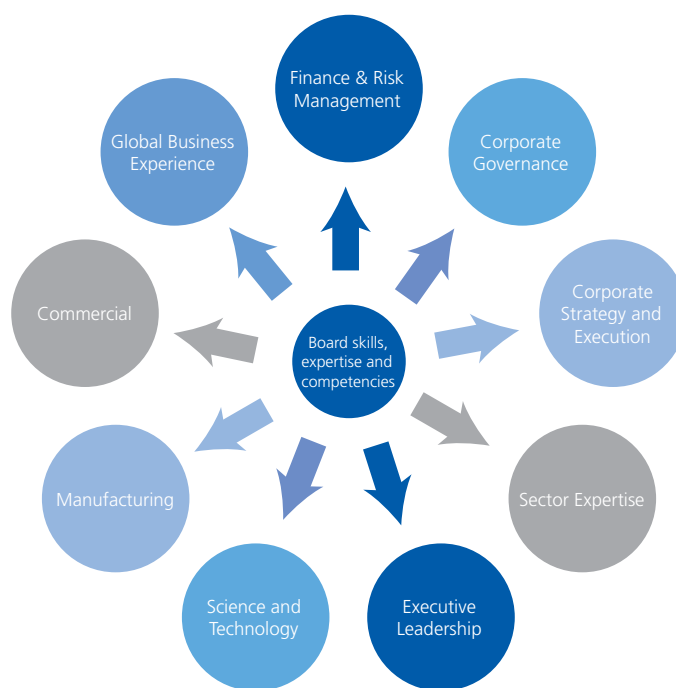 Finance & Risk
Management
Corporate
Governance
Corporate
Strategy and
Execution
Sector Expertise
Executive
Leadership
Science and
Technology
Manufacturing
Commercial
Global Business
Experience
Board skills,
expertise and
competencies